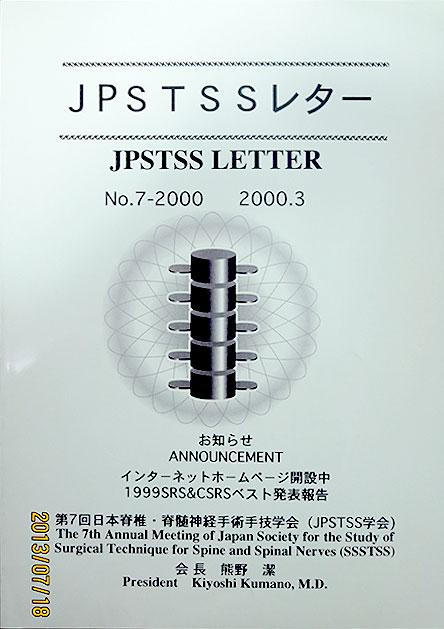 JPSTSSレター
JPSTSS LETTER
No.7-2000 2000.3
お知らせ
ANNOUNCEMENT
インターネットホームページ開設中
1999SRS&CSRSベスト発表報告
第7回日本脊椎・脊髄神経手術手技学会（JPSTSS学会）
The 7th Annual Meeting of Japan Society for the Study of
Surgical Technique for Spine and Spinal Nerves (SSSTSS)
会長 熊野 潔
President Kiyoshi Kumano, M.D.
2013/07/18